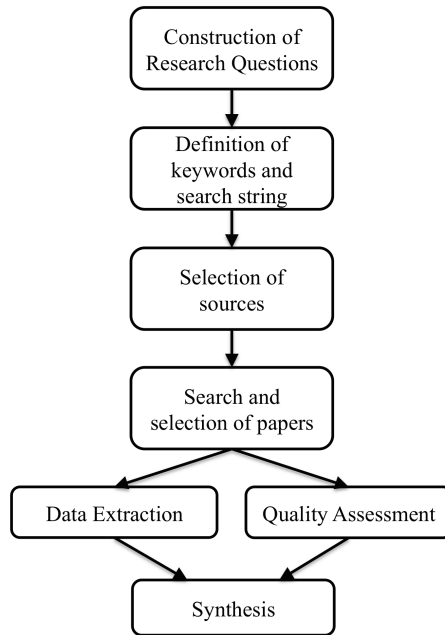 Construction of
Research Questions
Definition of
keywords and
search string
Selection of
sources
Search and
selection of papers
Data Extraction
Quality Assessment
Synthesis